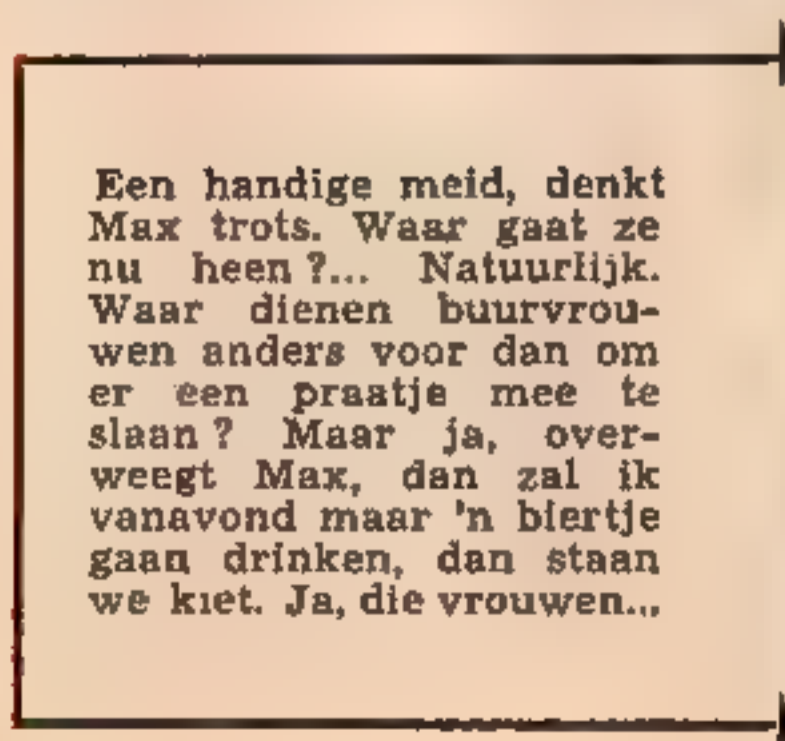 Een handige meid, denkt
Max trots. Waar gaat ze
nu heen ?... Natuurlijk.
Waar dienen buurvrou-
wen anders voor dan om
er een praatje mee te
slaan ? Maar ja, over-
weegt Max, dan zal ik
vanavond maar 'n biertje
gaan drinken, dan staan
we kiet. Ja, die vrouwen...